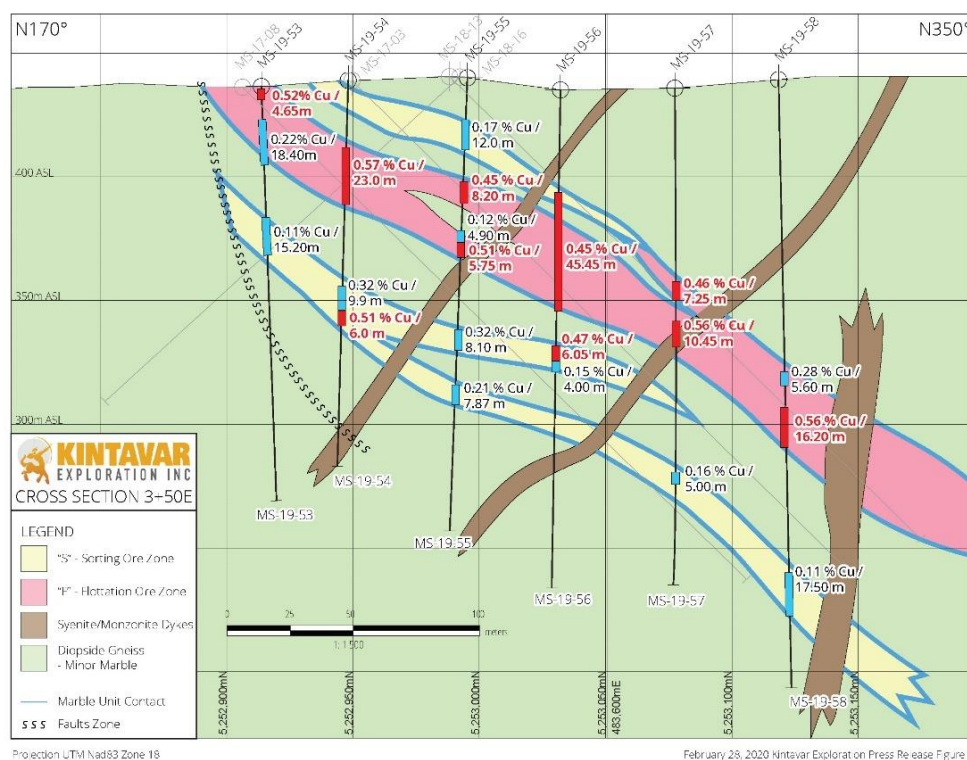 N170°
N350°
MS-17-08
MS-19-53
MS-19-54
MS-17-03
MS-18-13
MS-19-55
MS-18-16
MS-19-56
MS-19-57
MS-19-58
0.52% Cu /
4.65m
0.22% Cu /
18.40m
0.57 % Cu /
23.0 m
0.17 % Cu /
12.0 m
400 ASL
0.45 % Cu /
8.20 m
0.12 % Cu /
4.90 m
0.51 % Cu /
5.75 m
0.11% Cu /
15.20m
0.45 % Cu /
45.45 m
0.32 % Cu /
9.9 m
0.51 % Cu /
6.0 m
350m ASL
0.46 % Cu /
7.25 m
0.56 % Cu /
10.45 m
0.32 % Cu /
8.10 m
0.47 % Cu /
6.05 m
0.15 % Cu /
4.00 m
0.28 % Cu /
5.60 m
0.21 % Cu /
7.87 m
0.56 % Cu /
16.20 m
300m ASL
0.16 % Cu /
5.00 m
0.11 % Cu /
17.50 m
MS-19-53
MS-19-54
MS-19-55
MS-19-56
MS-19-57
MS-19-58
KINTAVAR
EXPLORATION INC
CROSS SECTION 3+50E
LEGEND
"S" - Sorting Ore Zone
"F" - Flottation Ore Zone
Syenite/Monzonite Dykes
Diopside Gneiss
- Minor Marble
Marble Unit Contact
sss Faults Zone
0 25 50 100
meters
1: 1 500
5,252,900mN
5,252,950mN
5,253,000mN
5,253,050mN
483,600mE
5,253,100mN
5,253,150mN
Projection UTM Nad83 Zone 18
February 28, 2020 Kintavar Exploration Press Release Figure